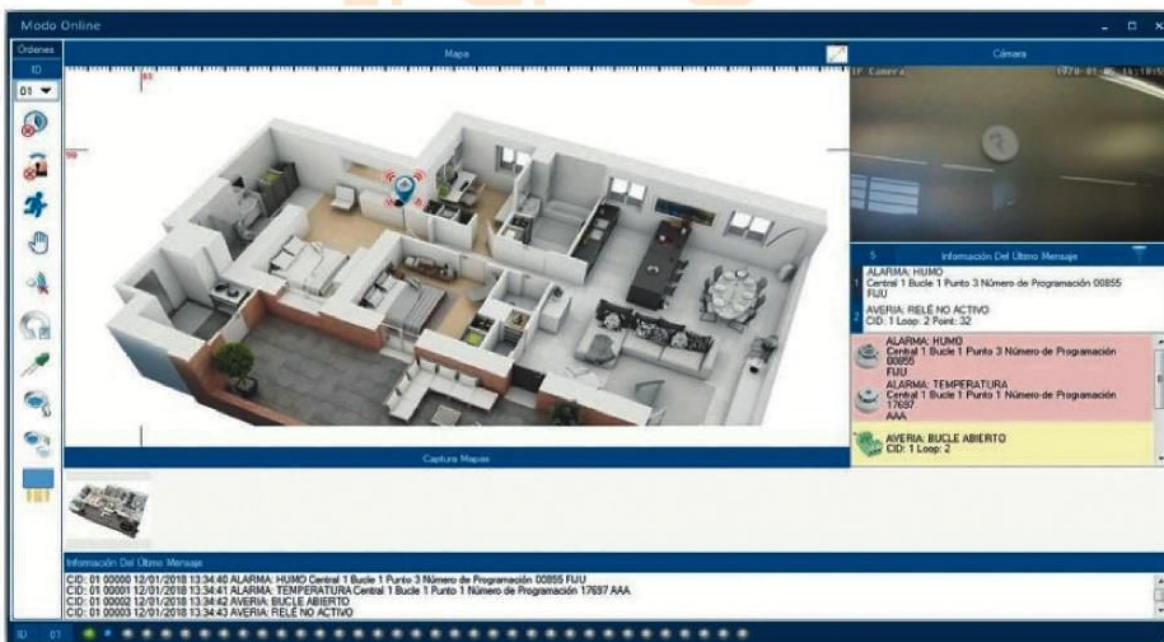 Modo Online
Órdenes
ID
01
Mapa
Cámara
81
99
IP Camera
Información Del Último Mensaje
5
1
ALARMA: HUMO
Central 1 Bucle 1 Punto 3 Número de Programación 00855
FIJU
2
AVERIA: RELÉ NO ACTIVO
CID: 1 Loop: 2 Point: 32
ALARMA: HUMO
Central 1 Bucle 1 Punto 3 Número de Programación
00855
FIJU
ALARMA: TEMPERATURA
Central 1 Bucle 1 Punto 1 Número de Programación
17697
AAA
AVERIA: BUCLE ABIERTO
CID: 1 Loop: 2
Captura Mapas
Información Del Último Mensaje
CID: 01 00000 12/01/2018 13:34:40 ALARMA: HUMO Central 1 Bucle 1 Punto 3 Número de Programación 00855 FIJU
CID: 01 00001 12/01/2018 13:34:41 ALARMA: TEMPERATURA Central 1 Bucle 1 Punto 1 Número de Programación 17697 AAA
CID: 01 00002 12/01/2018 13:34:42 AVERIA: BUCLE ABIERTO
CID: 01 00003 12/01/2018 13:34:43 AVERIA: RELÉ NO ACTIVO
ID 01